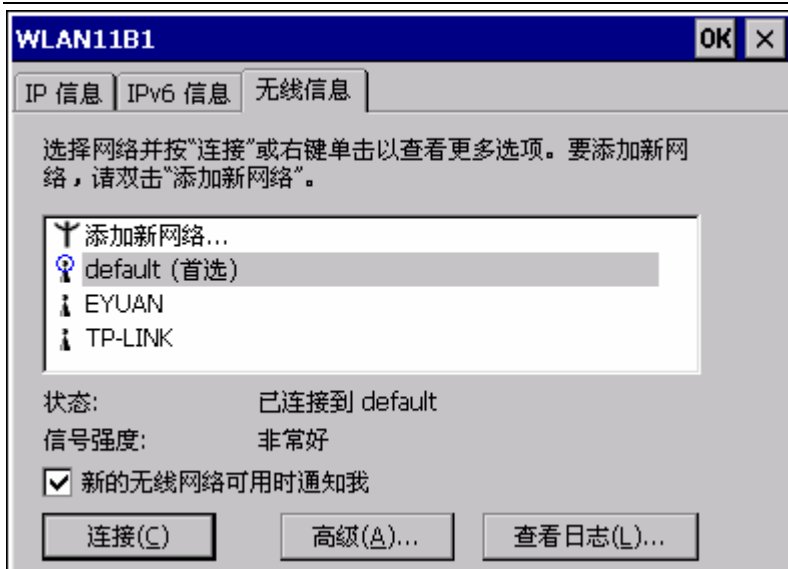 WLAN11B1 OK ×
IP 信息 IPv6 信息 无线信息
选择网络并按“连接”或右键单击以查看更多选项。要添加新网
络，请双击“添加新网络”。
添加新网络...
default (首选)
EYUAN
TP-LINK
状态: 已连接到 default
信号强度: 非常好
新的无线网络可用时通知我
连接(C) 高级(A)... 查看日志(L)...